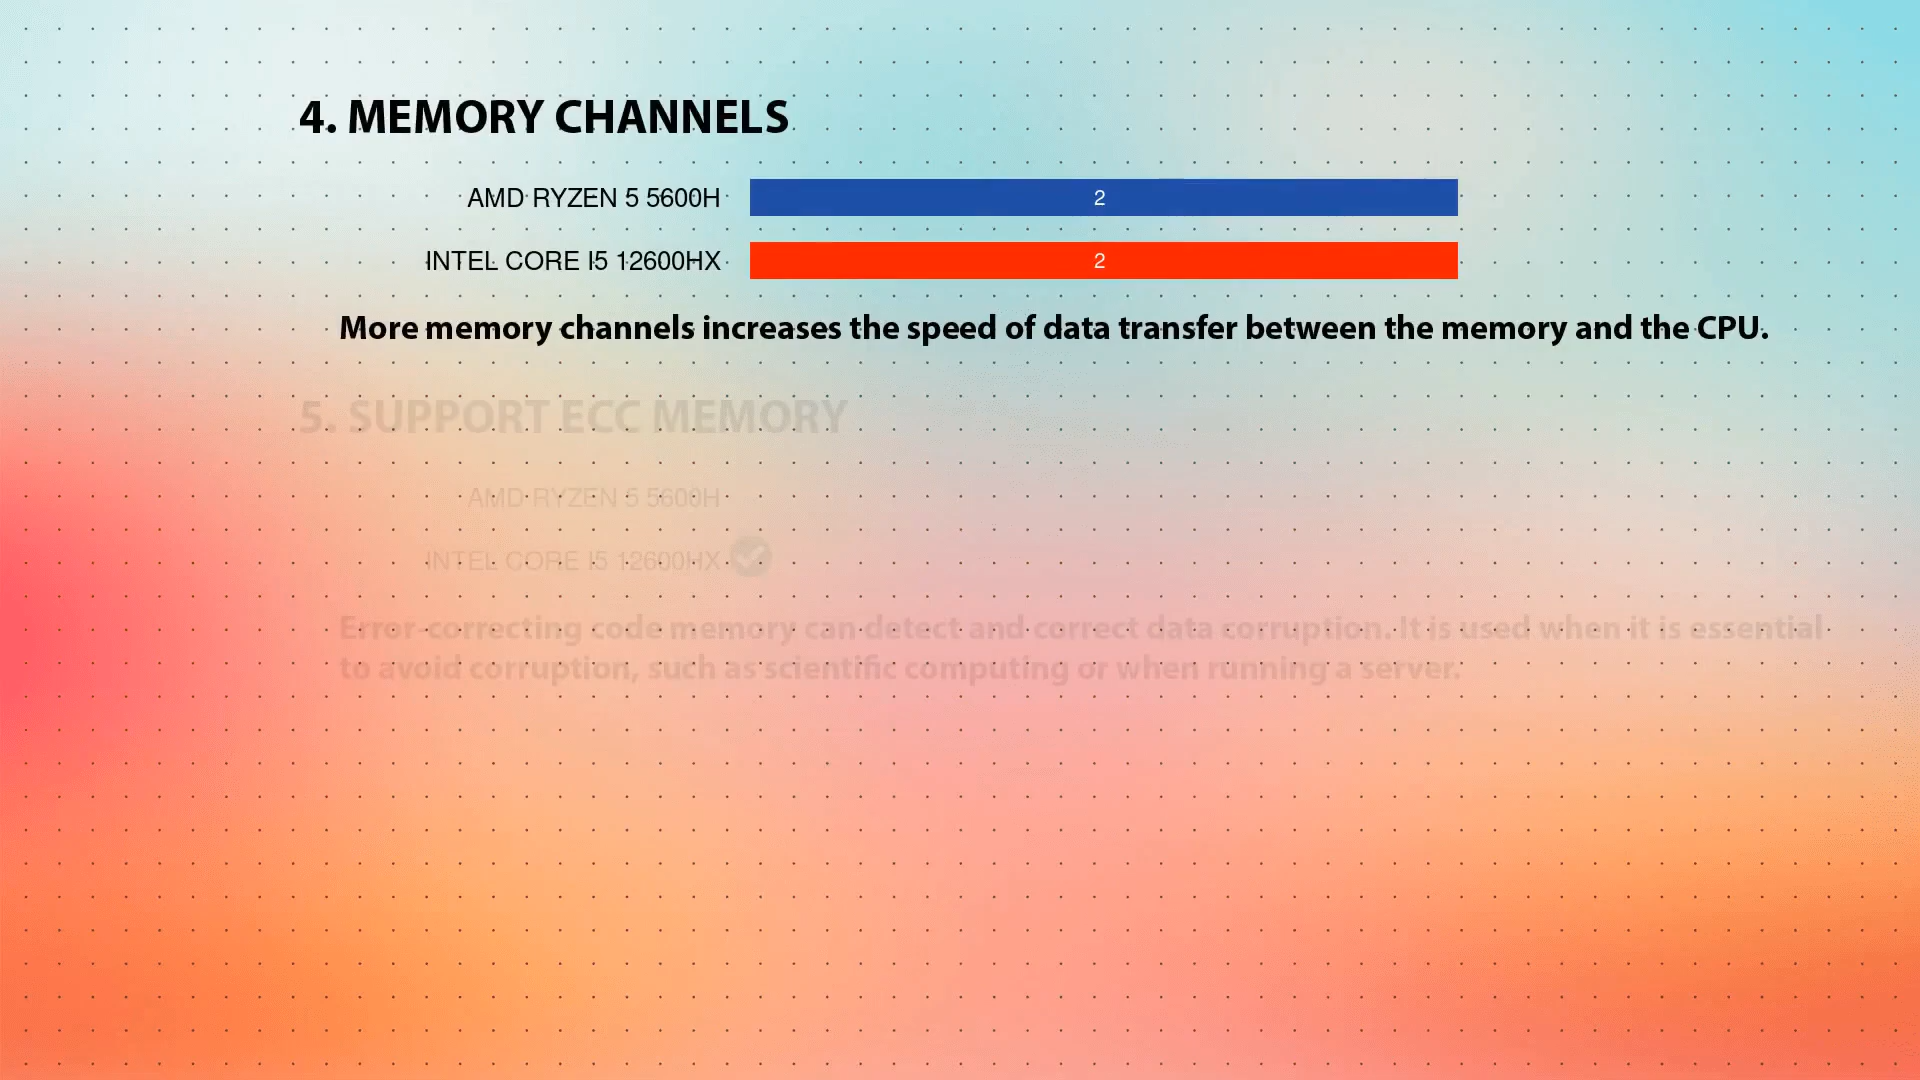 4. MEMORY CHANNELS
AMD RYZEN 5 5600H
2
INTEL CORE I5 12600HX
2
More memory channels increases the speed of data transfer between the memory and the CPU.
5. SUPPORT ECC MEMORY
AMD RYZEN 5 5600H
INTEL CORE I5 12600HX
Error-correcting code memory can detect and correct data corruption. It is used when it is essential
to avoid corruption, such as scientific computing or when running a server.